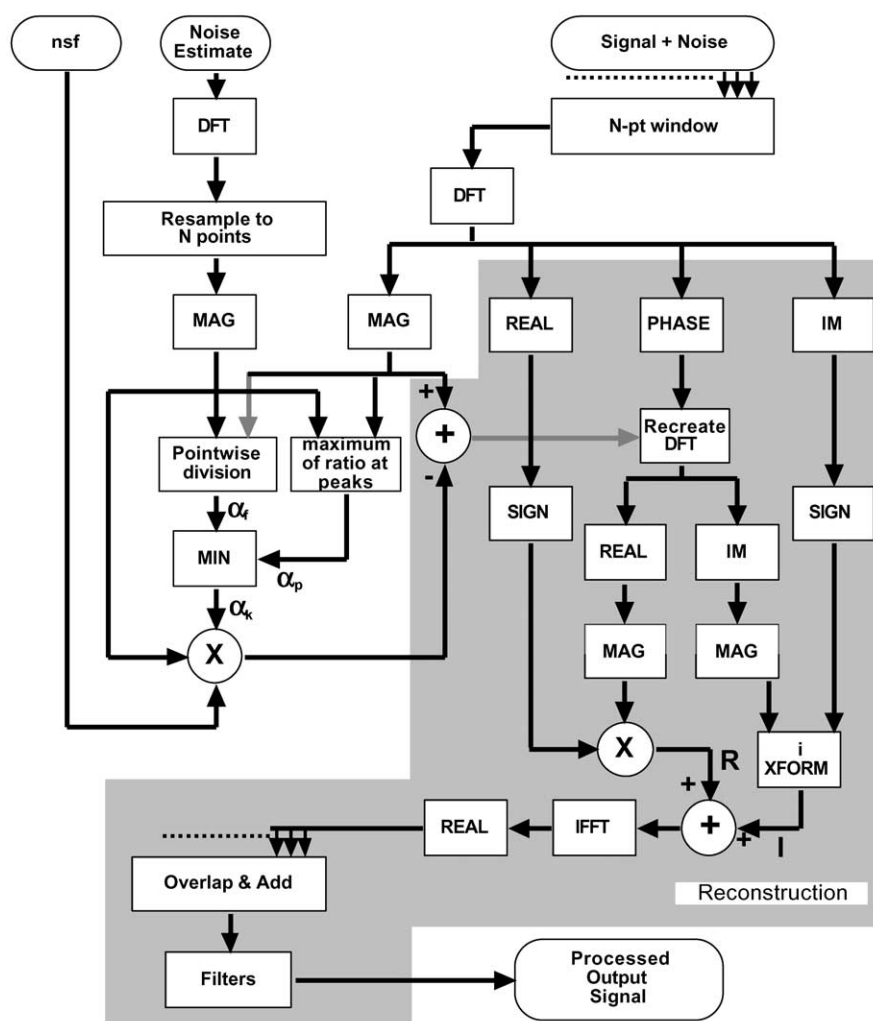 nsf
Noise
Estimate
Signal + Noise
DFT
N-pt window
DFT
Resample to
N points
MAG
MAG
REAL
PHASE
IM
+
+
-
Recreate
DFT
Pointwise
division
maximum
of ratio at
peaks
αf
SIGN
SIGN
MIN
αp
REAL
IM
αk
X
MAG
MAG
X
R
i
XFORM
+
+
+
I
REAL
IFFT
Overlap & Add
Reconstruction
Filters
Processed
Output
Signal